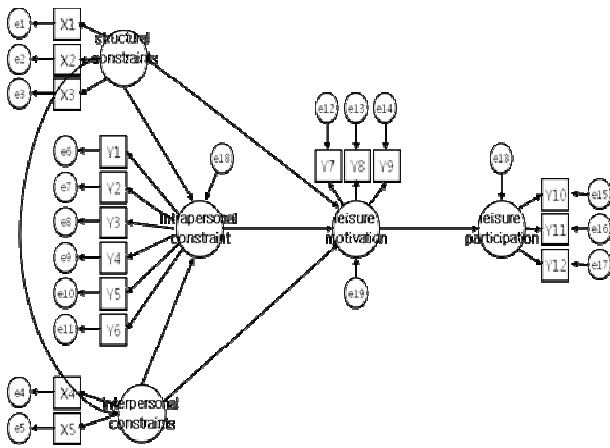 e1 X1
structural
constraints
e2 X2
e3 X3
e12 e13 e14
e6 Y1
e18
Y7 Y8 Y9
e18
e7 Y2
Y10 e15
e8 Y3
intrapersonal
constraint
leisure
motivation
leisure
participation
Y11 e16
e9 Y4
Y12 e17
e10 Y5
e19
e11 Y6
e4 X4
interpersonal
constraints
e5 X5